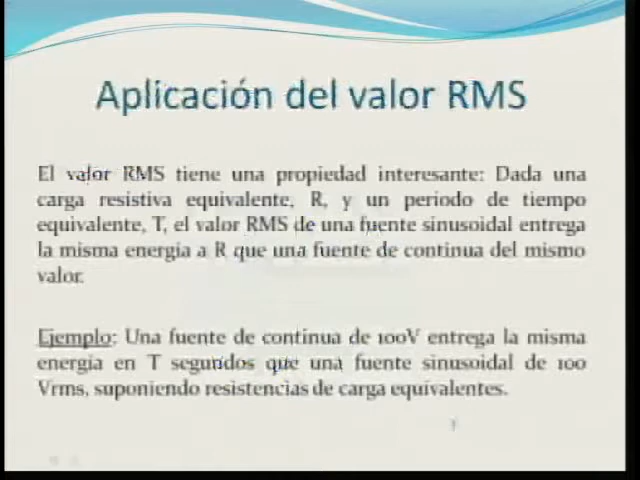 Aplicación del valor RMS
El valor RMS tiene una propiedad interesante: Dada una
carga resistiva equivalente, R, y un periodo de tiempo
equivalente, T, el valor RMS de una fuente sinusoidal entrega
la misma energía a R que una fuente de continua del mismo
valor.
Ejemplo: Una fuente de continua de 100V entrega la misma
energía en T segundos que una fuente sinusoidal de 100
Vrms, suponiendo resistencias de carga equivalentes.